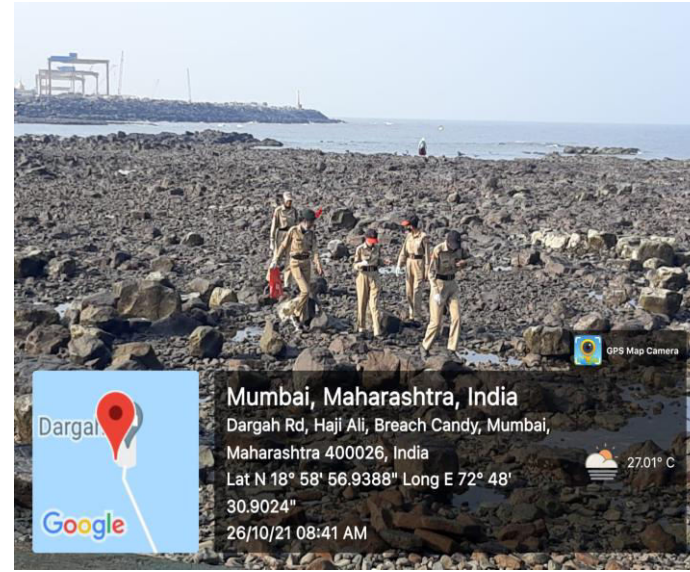 GPS Map Camera
Dargah
Google
Mumbai, Maharashtra, India
Dargah Rd, Haji Ali, Breach Candy, Mumbai,
Maharashtra 400026, India
Lat N 18° 58' 56.9388" Long E 72° 48'
30.9024"
26/10/21 08:41 AM
27.01° C